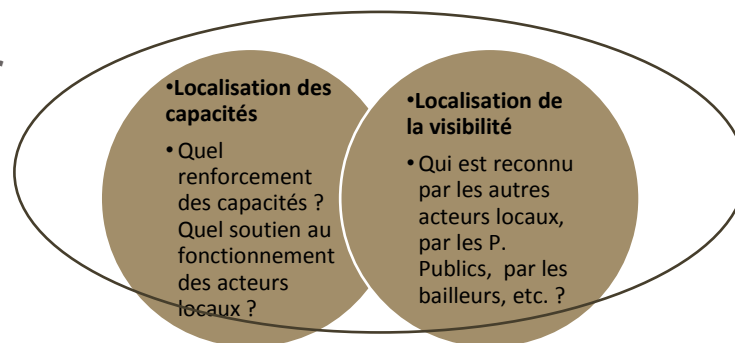 •Localisation des
capacités
• Quel
renforcement
des capacités ?
Quel soutien au
fonctionnement
des acteurs
locaux ?
•Localisation de
la visibilité
• Qui est reconnu
par les autres
acteurs locaux,
par les P.
Publics,  par les
bailleurs, etc. ?